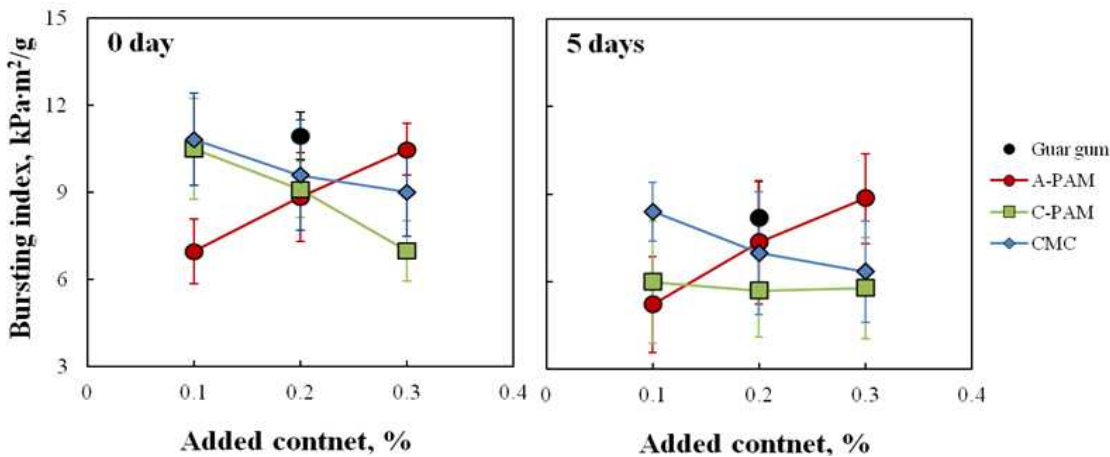 Bursting index, kPa·m²/g
15
12
9
6
3
0 day
0
0.1
0.2
0.3
0.4
Added contnet, %
5 days
0
0.1
0.2
0.3
0.4
Added contnet, %
Guar gum
A-PAM
C-PAM
CMC